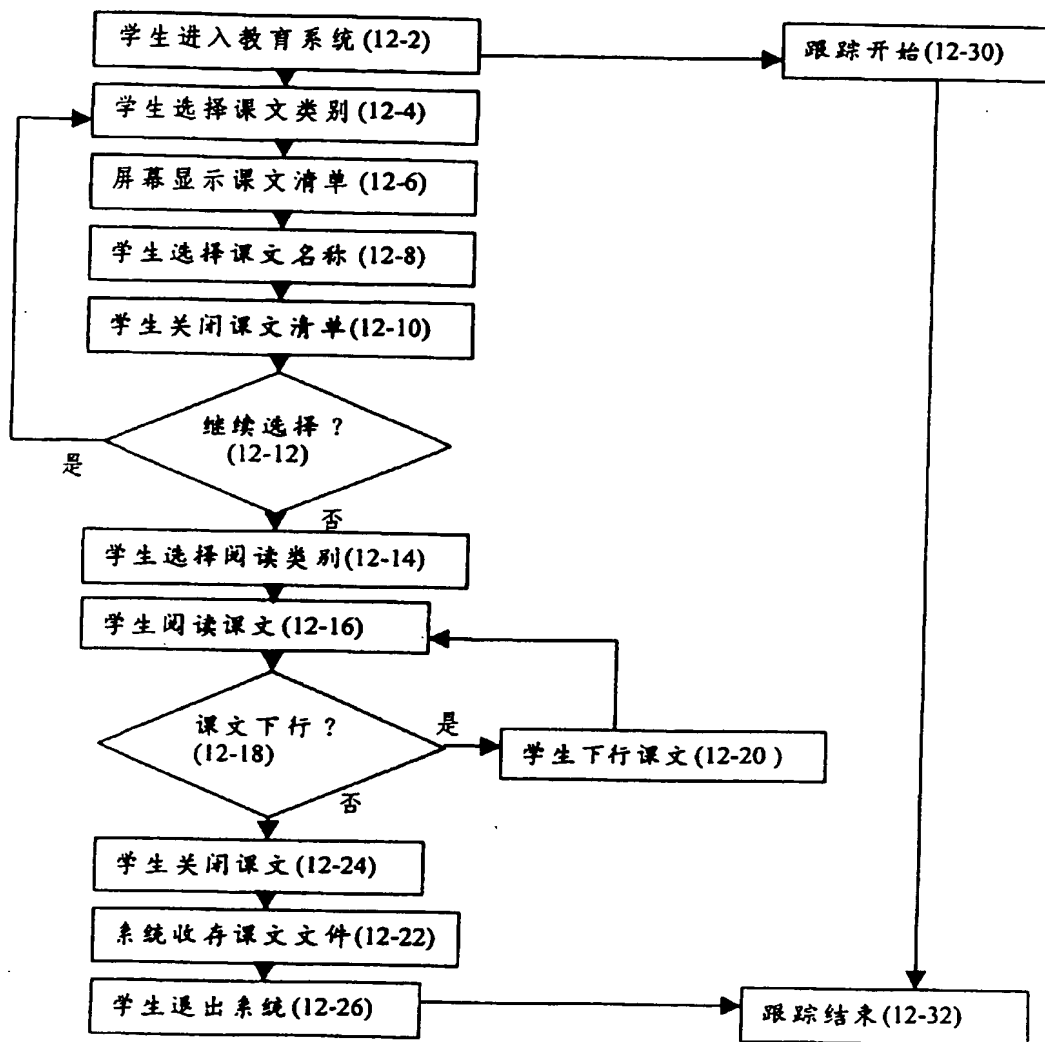 学生进入教育系统(12-2)
跟踪开始(12-30)
学生选择课文类别(12-4)
屏幕显示课文清单(12-6)
学生选择课文名称(12-8)
学生关闭课文清单(12-10)
继续选择?
(12-12)
是
否
学生选择阅读类别(12-14)
学生阅读课文(12-16)
课文下行?
(12-18)
是
学生下行课文(12-20 )
否
学生关闭课文(12-24)
系统收存课文文件(12-22)
学生退出系统(12-26)
跟踪结束(12-32)